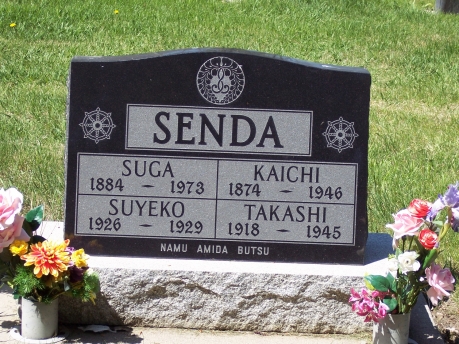 SENDA
SUGA KAICHI
1884 – 1973 1874 – 1946
SUYEKO TAKASHI
1926 – 1929 1918 – 1945
NAMU AMIDA BUTSU